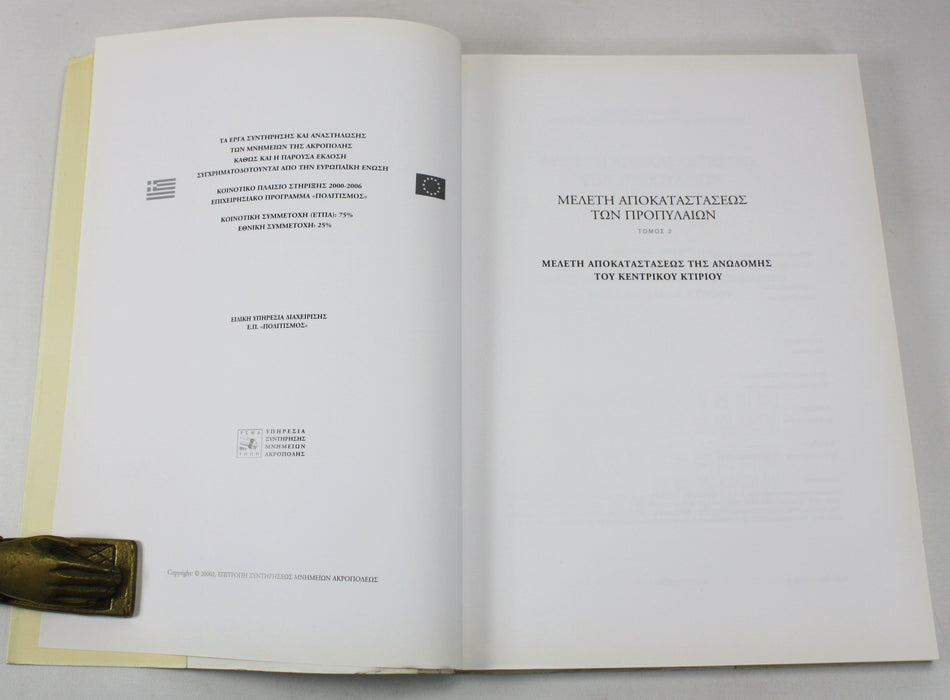 ΤΑ ΕΡΓΑ ΣΥΝΤΗΡΗΣΗΣ ΚΑΙ ΑΝΑΣΤΗΛΩΣΗΣ
ΤΩΝ ΜΝΗΜΕΙΩΝ ΤΗΣ ΑΚΡΟΠΟΛΗΣ
ΚΑΘΩΣ ΚΑΙ Η ΠΑΡΟΥΣΑ ΕΚΔΟΣΗ
ΣΥΓΧΡΗΜΑΤΟΔΟΤΟΥΝΤΑΙ ΑΠΟ ΤΗΝ ΕΥΡΩΠΑΪΚΗ ΕΝΩΣΗ
ΚΟΙΝΟΤΙΚΟ ΠΛΑΙΣΙΟ ΣΤΗΡΙΞΗΣ 2000-2006
ΕΠΙΧΕΙΡΗΣΙΑΚΟ ΠΡΟΓΡΑΜΜΑ «ΠΟΛΙΤΙΣΜΟΣ»
ΚΟΙΝΟΤΙΚΗ ΣΥΜΜΕΤΟΧΗ (ΕΤΠΑ): 75%
ΕΘΝΙΚΗ ΣΥΜΜΕΤΟΧΗ: 25%
ΕΙΔΙΚΗ ΥΠΗΡΕΣΙΑ ΔΙΑΧΕΙΡΙΣΗΣ
Ε.Π. «ΠΟΛΙΤΙΣΜΟΣ»
ΥΣΜΑ
ΥΠΗΡΕΣΙΑ
ΣΥΝΤΗΡΗΣΗΣ
ΜΝΗΜΕΙΩΝ
ΑΚΡΟΠΟΛΗΣ
Copyright: © 20002, ΕΠΙΤΡΟΠΗ ΣΥΝΤΗΡΗΣΕΩΣ ΜΝΗΜΕΙΩΝ ΑΚΡΟΠΟΛΕΩΣ
ΜΕΛΕΤΗ ΑΠΟΚΑΤΑΣΤΑΣΕΩΣ
ΤΩΝ ΠΡΟΠΥΛΑΙΩΝ
ΤΟΜΟΣ 2
ΜΕΛΕΤΗ ΑΠΟΚΑΤΑΣΤΑΣΕΩΣ ΤΗΣ ΑΝΩΔΟΜΗΣ
ΤΟΥ ΚΕΝΤΡΙΚΟΥ ΚΤΙΡΙΟΥ